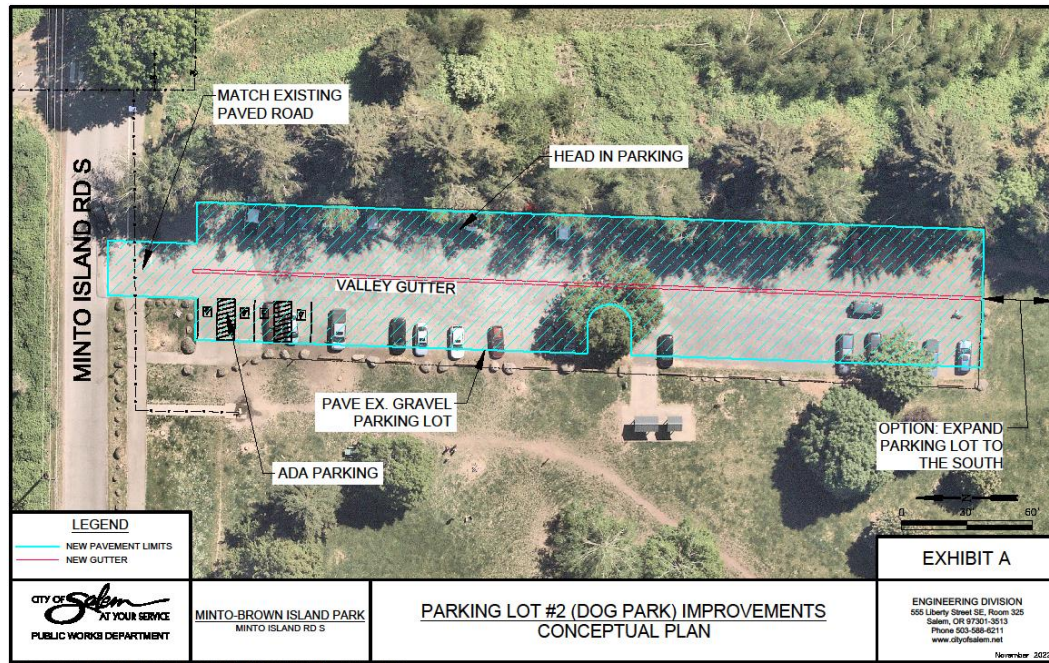 MATCH EXISTING
PAVED ROAD
HEAD IN PARKING
MINTO ISLAND RD S
VALLEY GUTTER
PAVE EX. GRAVEL
PARKING LOT
ADA PARKING
OPTION: EXPAND
PARKING LOT TO
THE SOUTH
N
0 30' 60'
LEGEND
NEW PAVEMENT LIMITS
NEW GUTTER
EXHIBIT A
CITY OF Salem
AT YOUR SERVICE
PUBLIC WORKS DEPARTMENT
MINTO-BROWN ISLAND PARK
MINTO ISLAND RD S
PARKING LOT #2 (DOG PARK) IMPROVEMENTS
CONCEPTUAL PLAN
ENGINEERING DIVISION
555 Liberty Street SE, Room 325
Salem, OR 97301-3513
Phone 503-588-6211
www.cityofsalem.net
November 2022